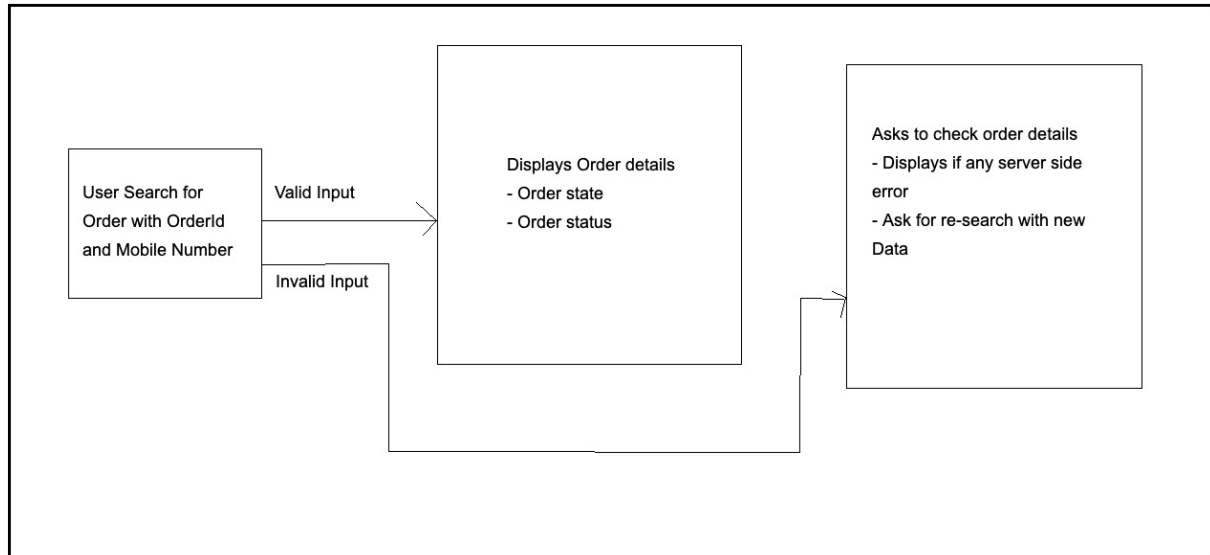 User Search for
Order with OrderId
and Mobile Number
Valid Input
Invalid Input
Displays Order details
- Order state
- Order status
Asks to check order details
- Displays if any server side
error
- Ask for re-search with new
Data